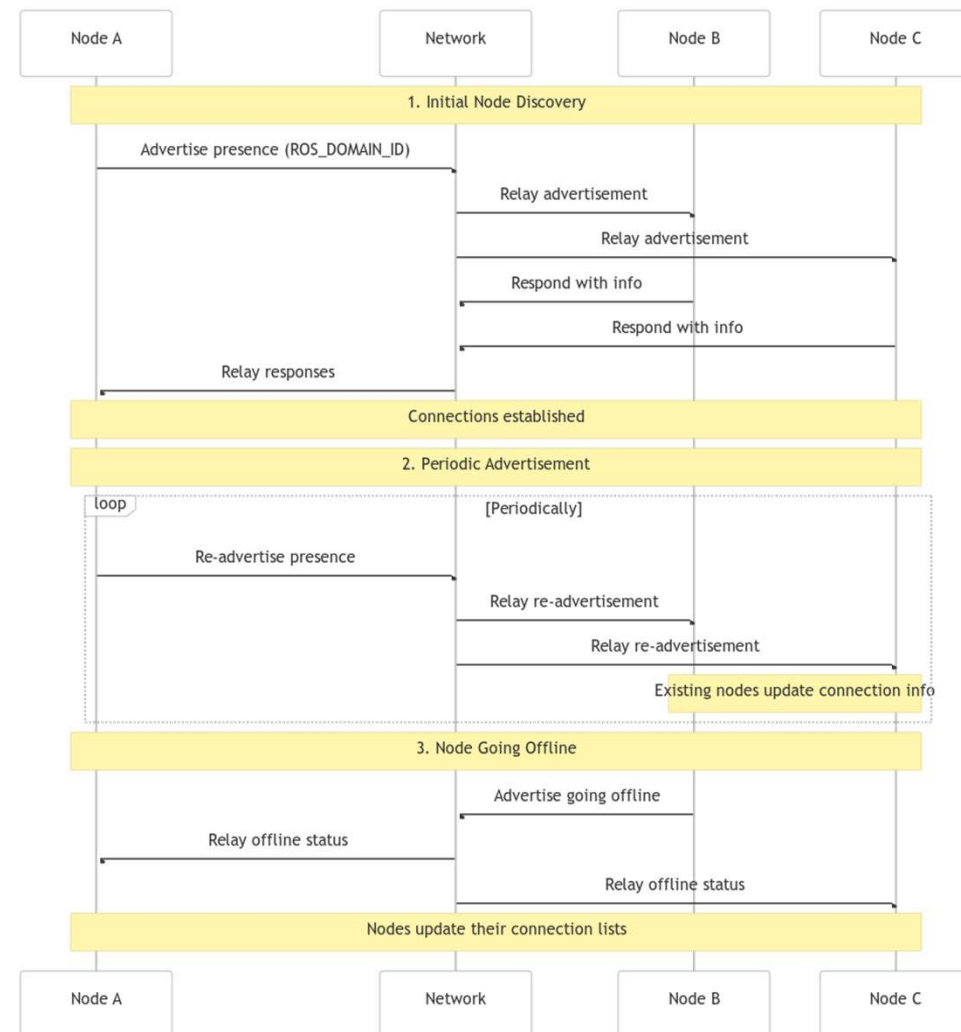 Node A
Network
Node B
Node C
1. Initial Node Discovery
Advertise presence (ROS_DOMAIN_ID)
Relay advertisement
Relay advertisement
Respond with info
Respond with info
Relay responses
Connections established
2. Periodic Advertisement
loop
[Periodically]
Re-advertise presence
Relay re-advertisement
Relay re-advertisement
Existing nodes update connection info
3. Node Going Offline
Advertise going offline
Relay offline status
Relay offline status
Nodes update their connection lists
Node A
Network
Node B
Node C